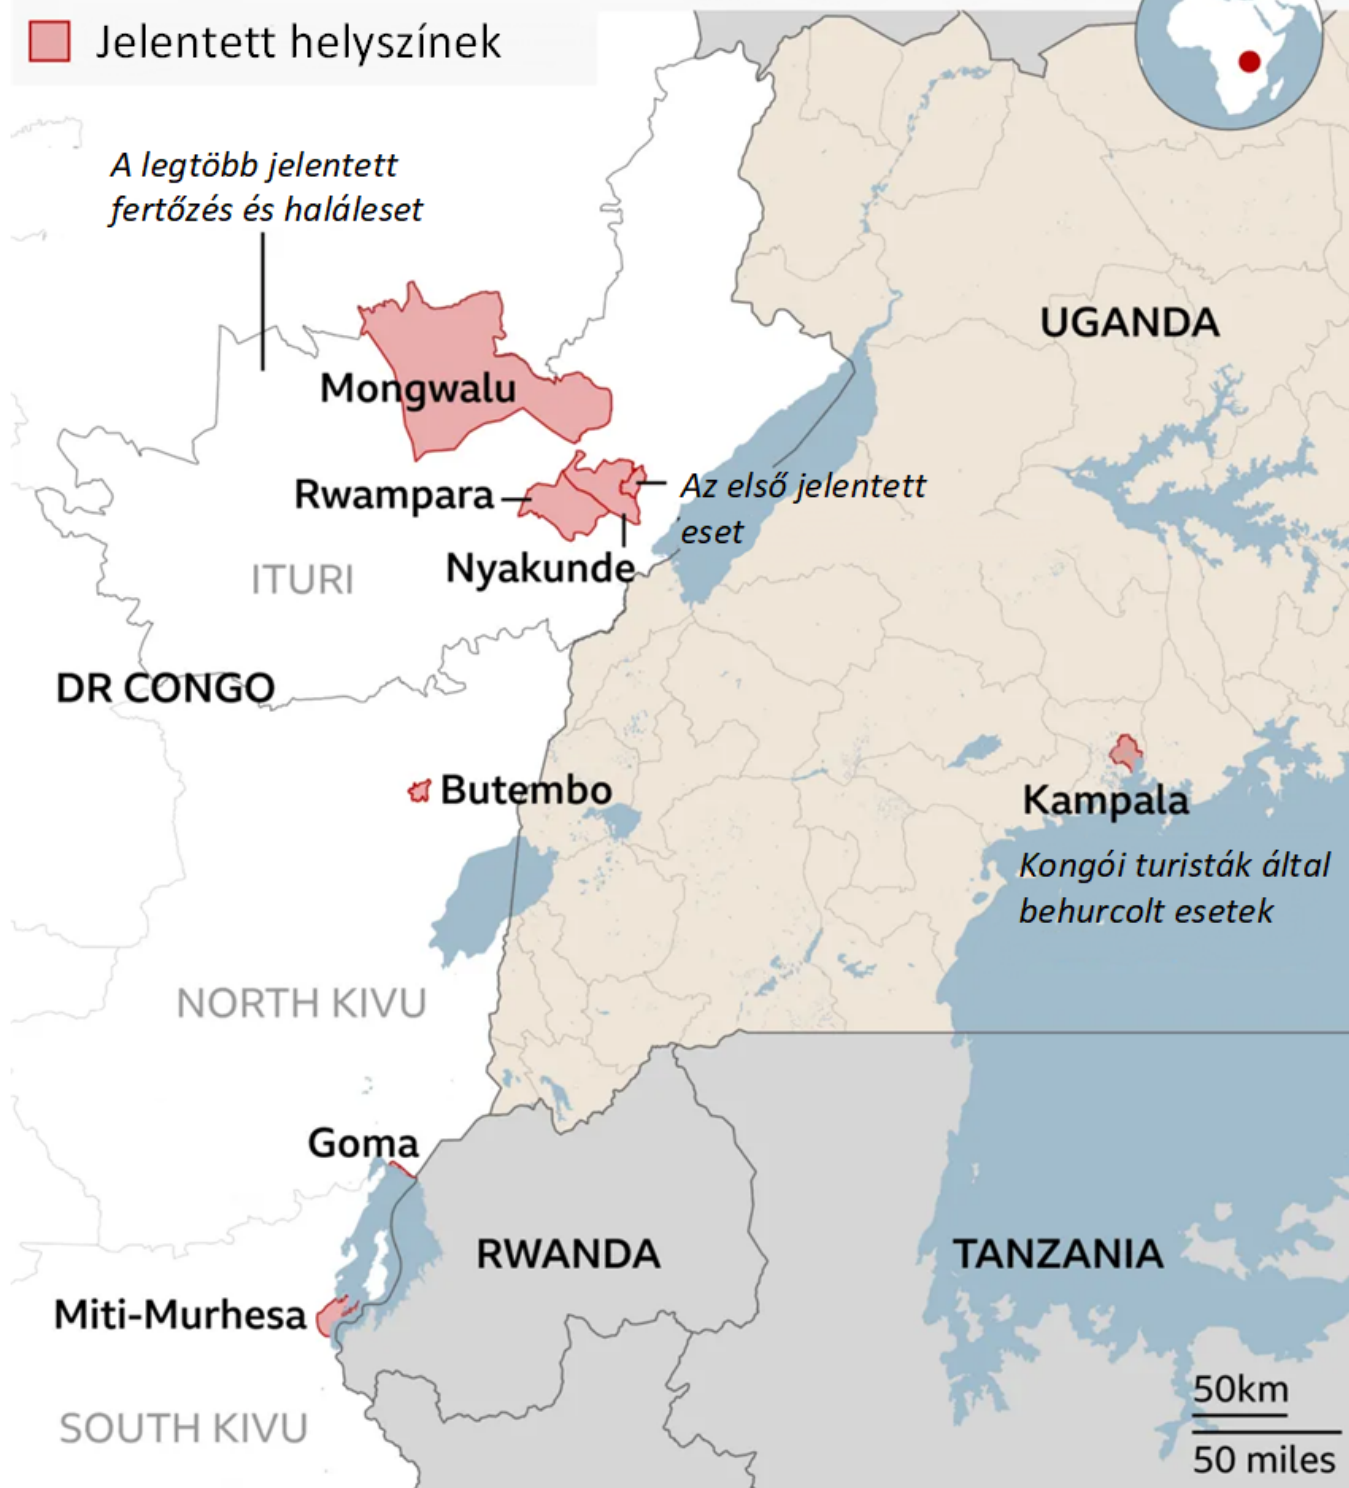 Jelentett helyszínek
A legtöbb jelentett
fertőzés és haláleset
UGANDA
Mongwalu
Rwampara
Az első jelentett
eset
Nyakunde
ITURI
DR CONGO
Butembo
Kampala
Kongói turisták által
behurcolt esetek
NORTH KIVU
Goma
RWANDA
TANZANIA
Miti-Murhesa
SOUTH KIVU
50km
50 miles